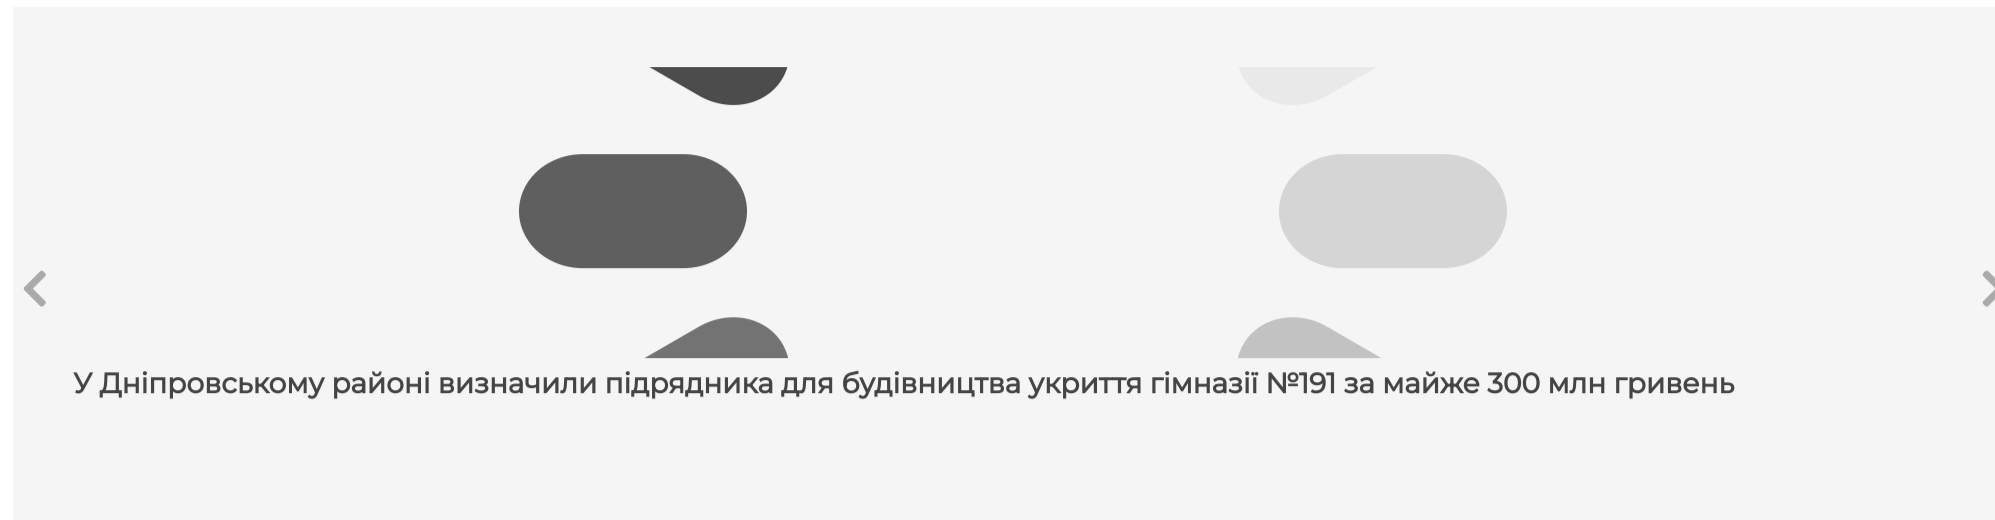 У Дніпровському районі визначили підрядника для будівництва укриття гімназії №191 за майже 300 млн гривень